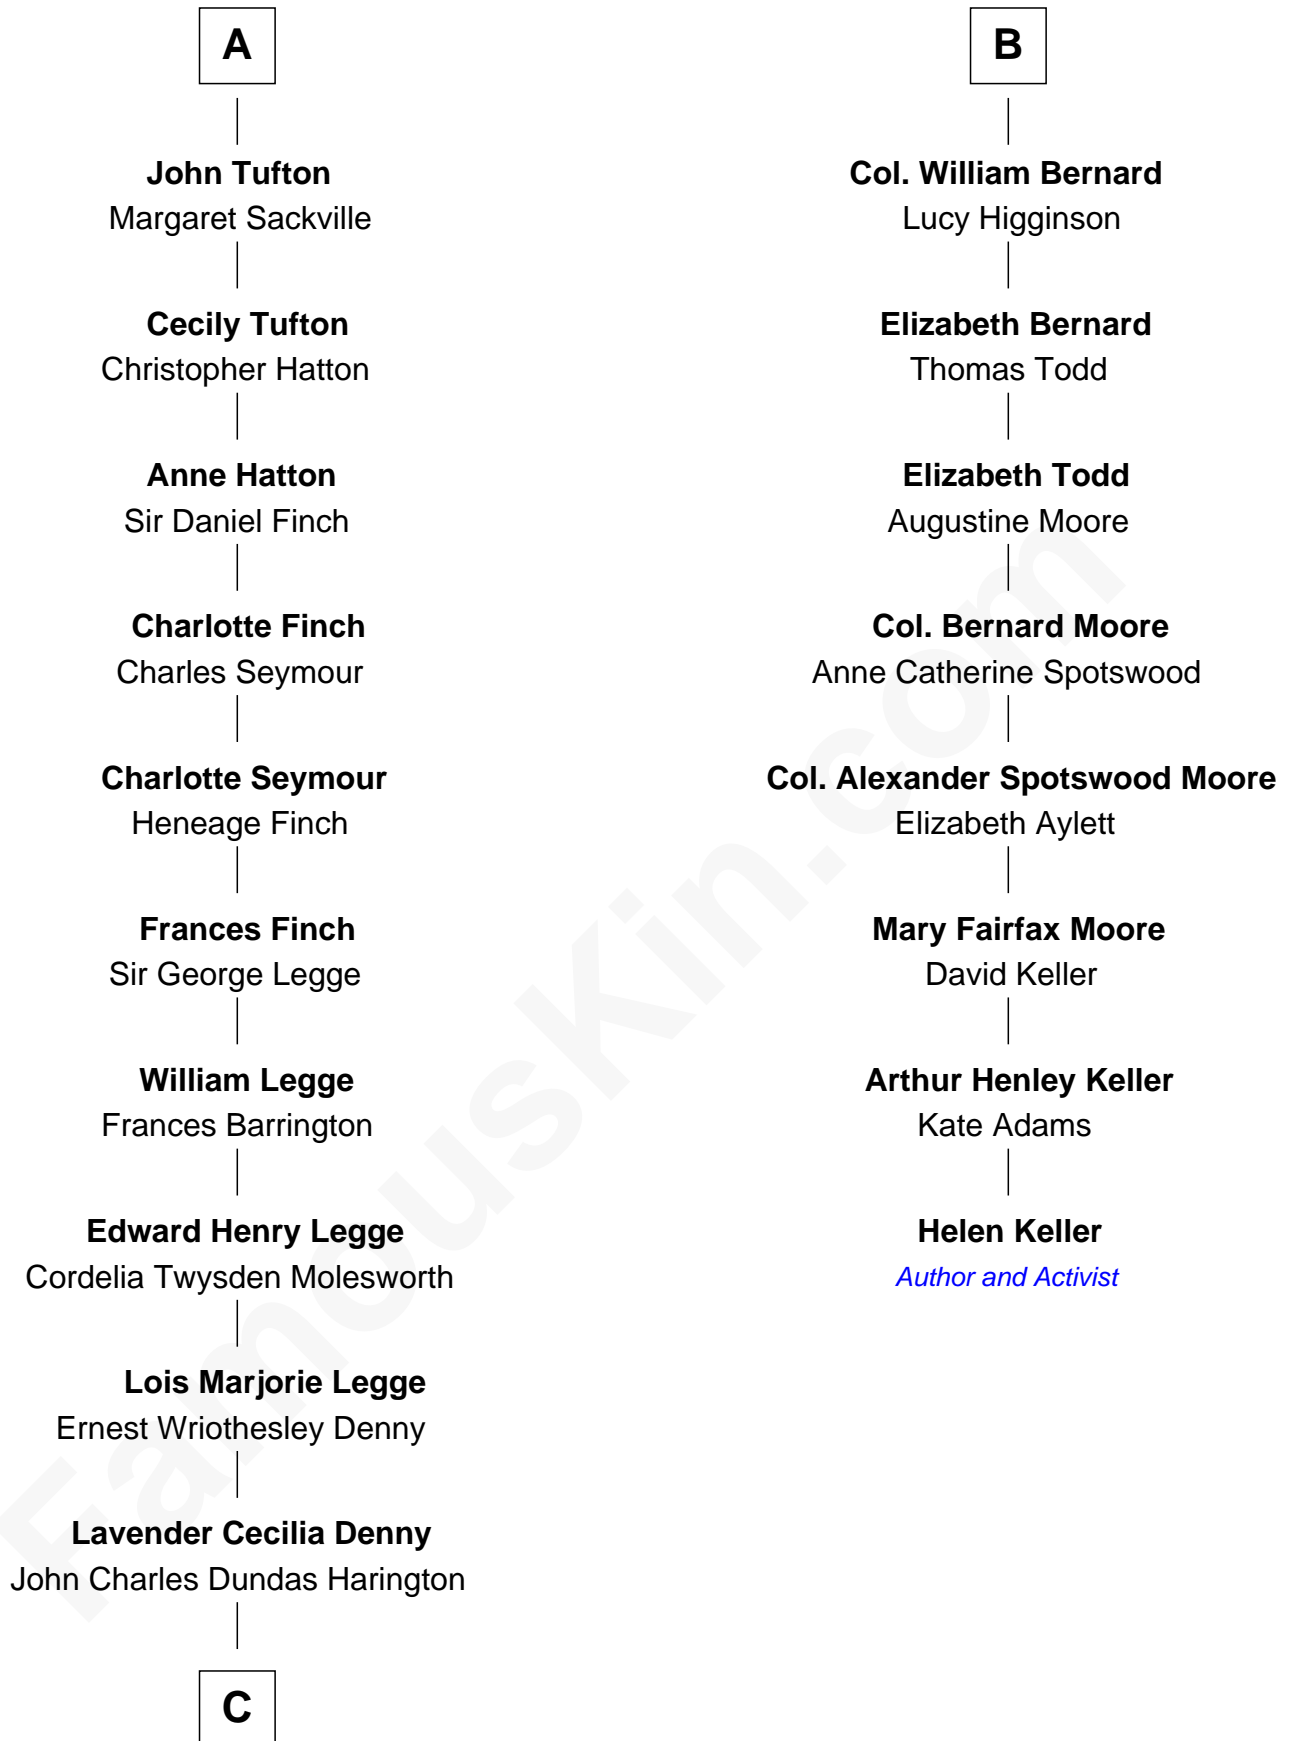 A
John Tufton
Margaret Sackville
Cecily Tufton
Christopher Hatton
Anne Hatton
Sir Daniel Finch
Charlotte Finch
Charles Seymour
Charlotte Seymour
Heneage Finch
Frances Finch
Sir George Legge
William Legge
Frances Barrington
Edward Henry Legge
Cordelia Twysden Molesworth
Lois Marjorie Legge
Ernest Wriothesley Denny
Lavender Cecilia Denny
John Charles Dundas Harington
C
B
Col. William Bernard
Lucy Higginson
Elizabeth Bernard
Thomas Todd
Elizabeth Todd
Augustine Moore
Col. Bernard Moore
Anne Catherine Spotswood
Col. Alexander Spotswood Moore
Elizabeth Aylett
Mary Fairfax Moore
David Keller
Arthur Henley Keller
Kate Adams
Helen Keller
Author and Activist
FamousKin.com